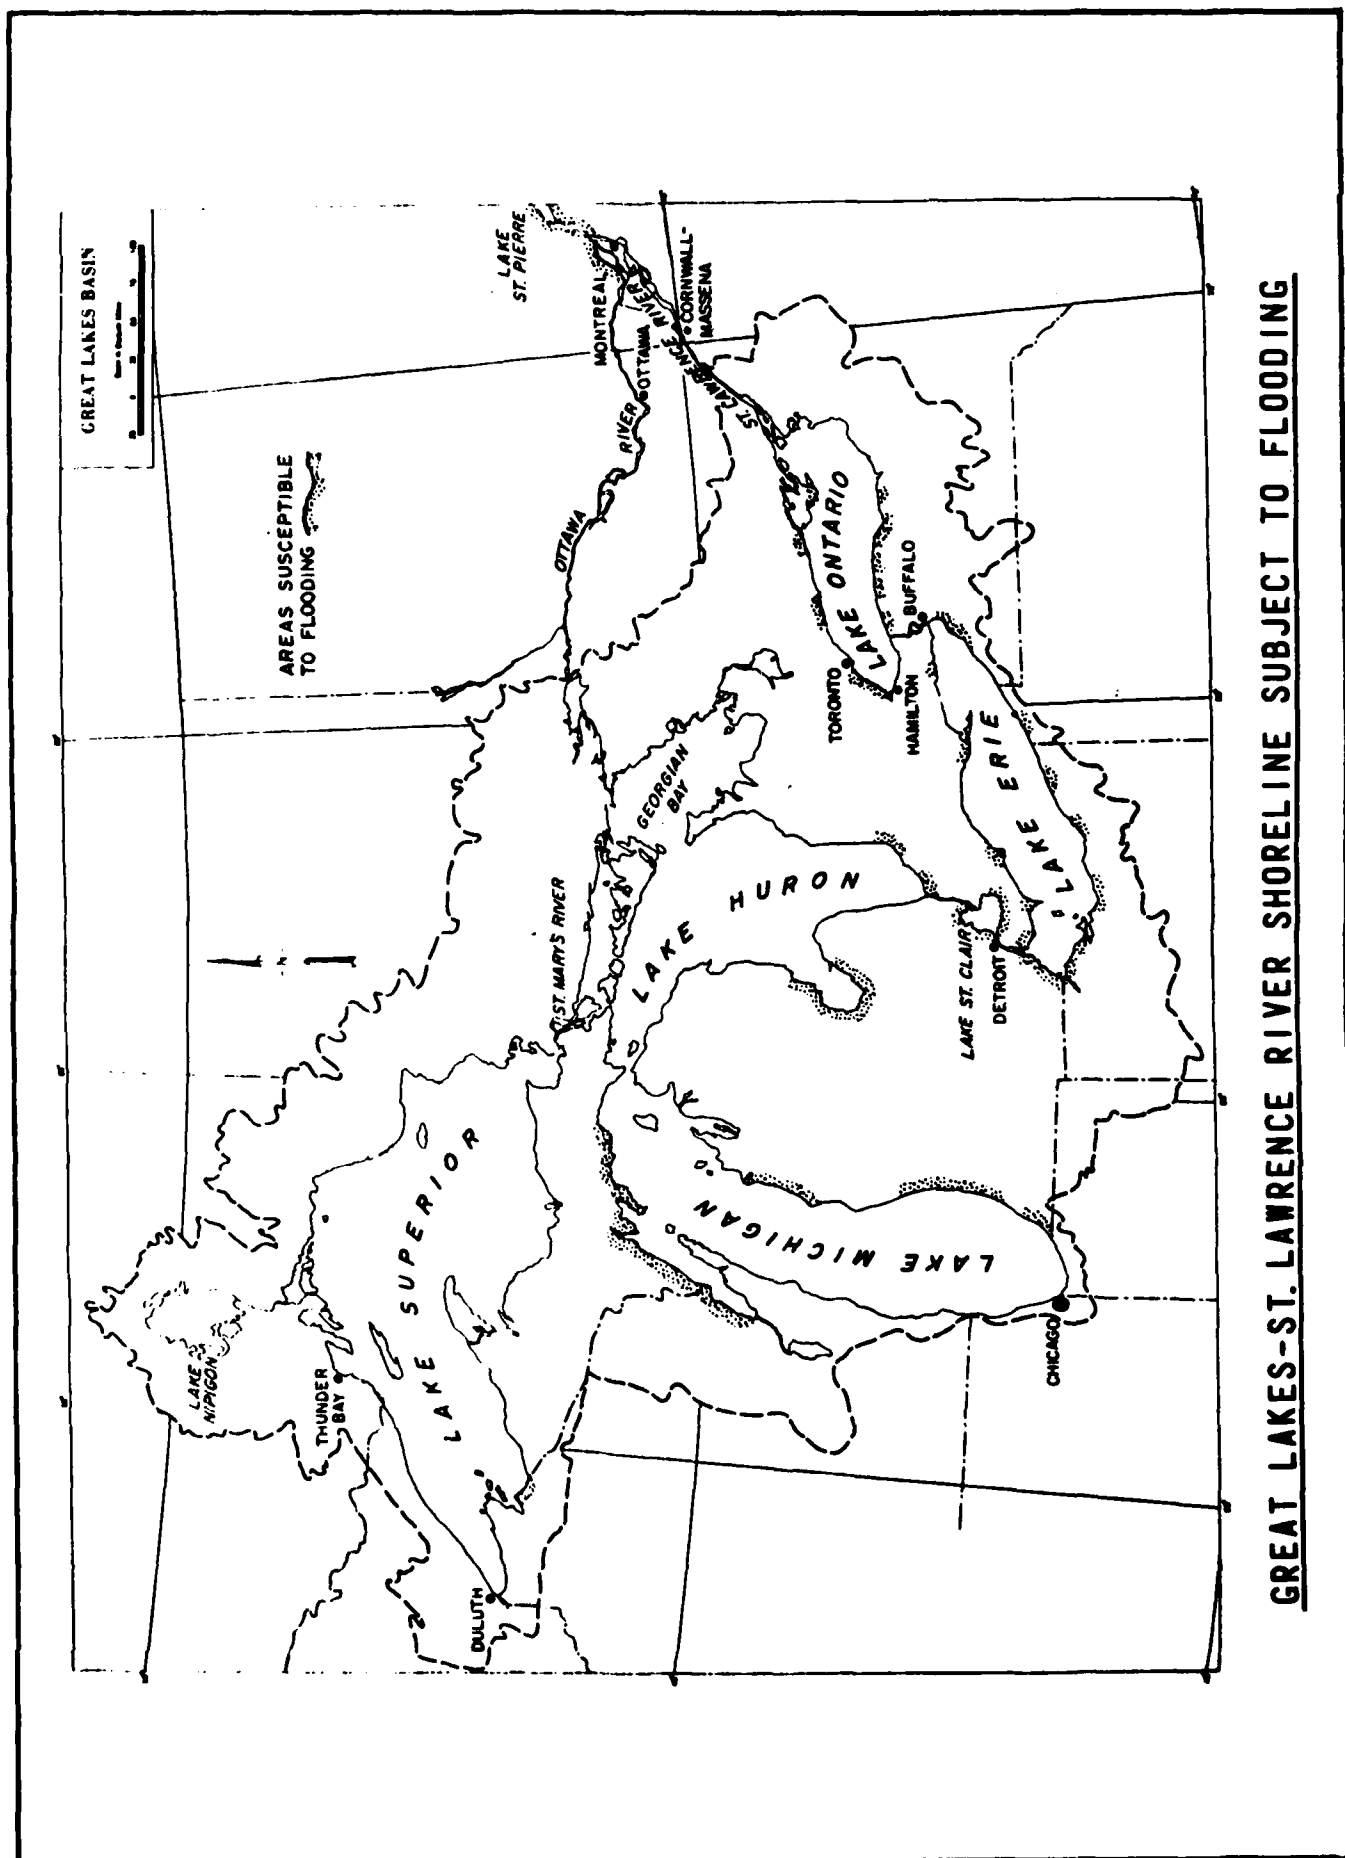 GREAT LAKES BASIN
AREAS SUSCEPTIBLE
TO FLOODING
LAKE
ST. PIERRE
MONTREAL
OTTAWA
ST. LAWRENCE RIVER
CORNWALL-
MASSENA
OTTAWA RIVER
LAKE ONTARIO
TORONTO
HAMILTON
BUFFALO
GEORGIAN
BAY
LAKE ERIE
LAKE HURON
ST. MARY'S RIVER
LAKE ST. CLAIR
DETROIT
LAKE SUPERIOR
LAKE MICHIGAN
LAKE
NIPIGON
THUNDER
BAY
DULUTH
CHICAGO
GREAT LAKES-ST. LAWRENCE RIVER SHORELINE SUBJECT TO FLOODING